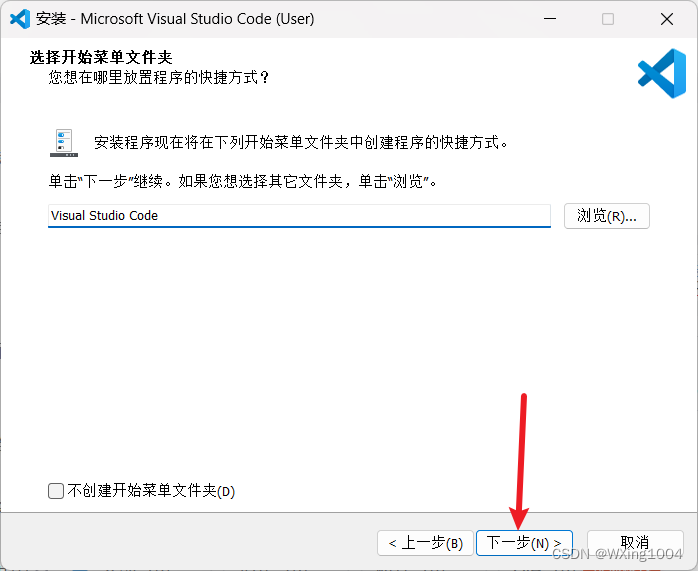 安装 - Microsoft Visual Studio Code (User)
选择开始菜单文件夹
您想在哪里放置程序的快捷方式？
安装程序现在将在下列开始菜单文件夹中创建程序的快捷方式。
单击“下一步”继续。如果您想选择其它文件夹，单击“浏览”。
Visual Studio Code 浏览(R)...
不创建开始菜单文件夹(D)
< 上一步(B) 下一步(N) > 取消
CSDN @WXing1004